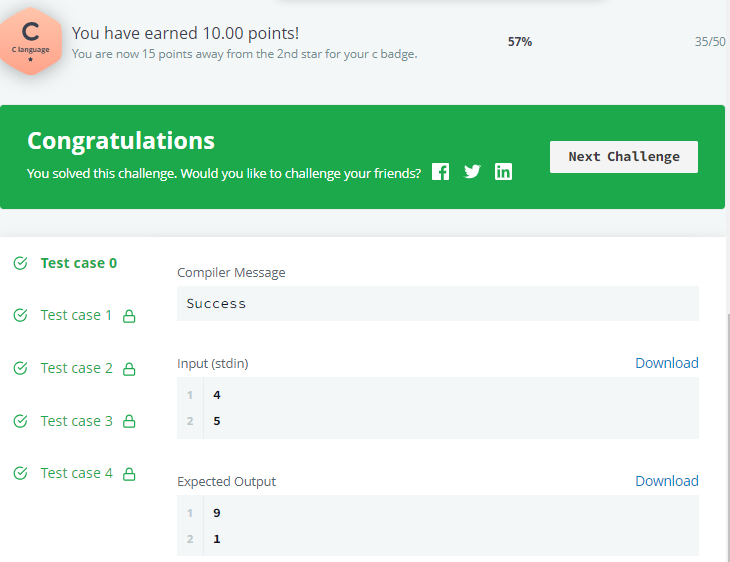 C
C language
You have earned 10.00 points!
You are now 15 points away from the 2nd star for your c badge.
57%
35/50
Congratulations
You solved this challenge. Would you like to challenge your friends?
Next Challenge
Test case 0
Test case 1
Test case 2
Test case 3
Test case 4
Compiler Message
Success
Input (stdin)
Download
1 4
2 5
Expected Output
Download
1 9
2 1